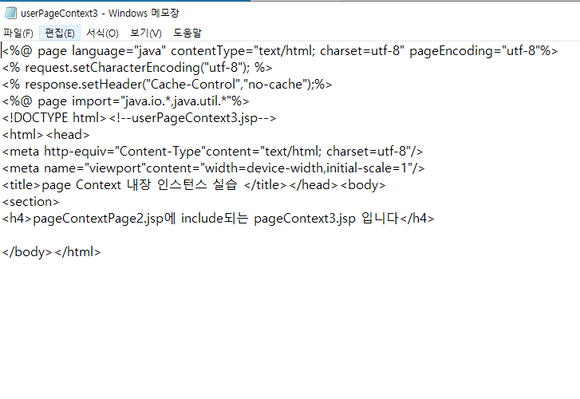 userPageContext3 - Windows 메모장
파일(F) 편집(E) 서식(O) 보기(V) 도움말
<%@ page language="java" contentType="text/html; charset=utf-8" pageEncoding="utf-8"%>
<% request.setCharacterEncoding("utf-8"); %>
<% response.setHeader("Cache-Control","no-cache");%>
<%@ page import="java.io.*,java.util.*"%>
<!DOCTYPE html><!--userPageContext3.jsp-->
<html><head>
<meta http-equiv="Content-Type"content="text/html; charset=utf-8"/>
<meta name="viewport"content="width=device-width,initial-scale=1"/>
<title>page Context 내장 인스턴스 실습 </title></head><body>
<section>
<h4>pageContextPage2.jsp에 include되는 pageContext3.jsp 입니다</h4>
</body></html>